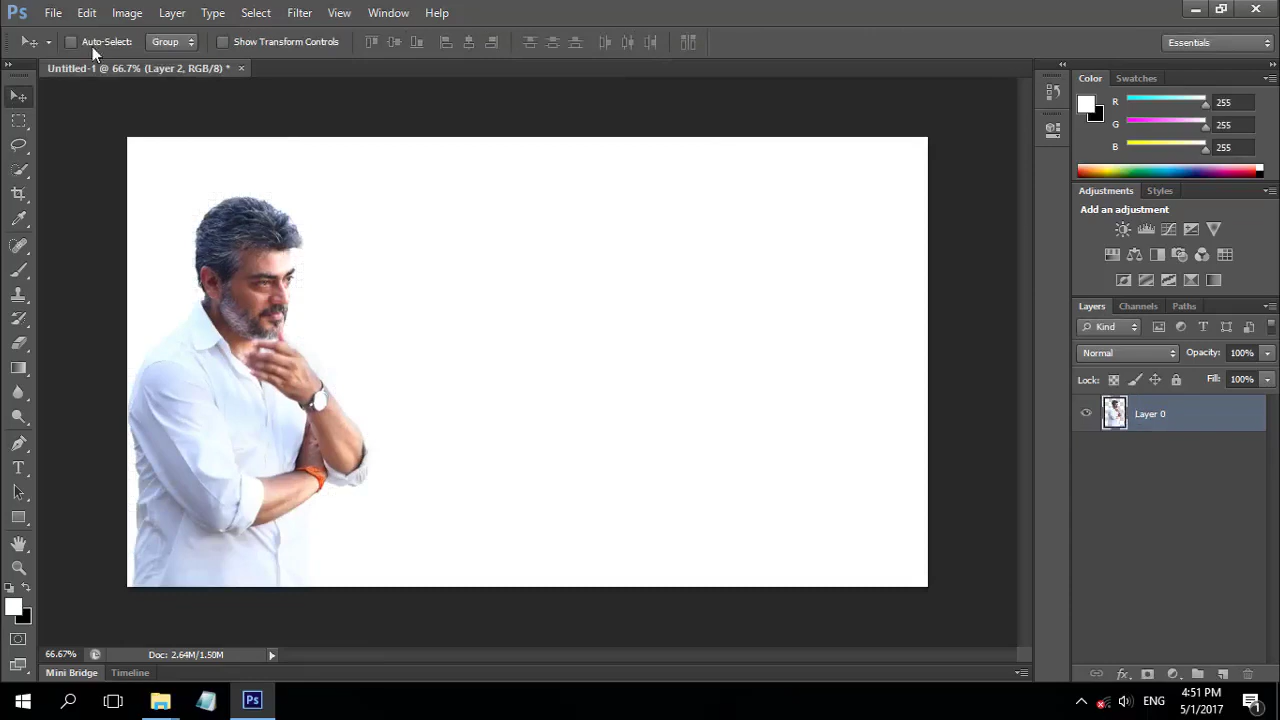 Ps File Edit Image Layer Type Select Filter View Window Help
Auto-Select: Group Show Transform Controls Essentials
Untitled-1 @ 66.7% (Layer 2, RGB/8) * ×
Color Swatches
R 255
G 255
B 255
Adjustments Styles
Add an adjustment
Layers Channels Paths
Kind
Normal Opacity: 100%
Lock: Fill: 100%
Layer 0
66.67% Doc: 2.64M/1.50M
Mini Bridge Timeline
Ps ENG 4:51 PM
5/1/2017